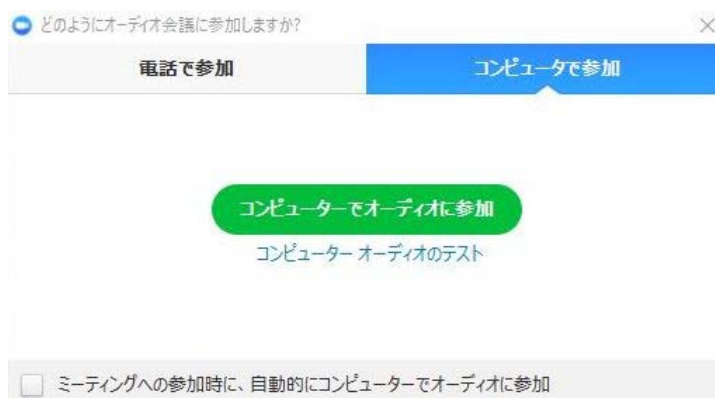 どのようにオーディオ会議に参加しますか?
電話で参加
コンピュータで参加
コンピューターでオーディオに参加
コンピューター オーディオのテスト
ミーティングへの参加時に、自動的にコンピューターでオーディオに参加